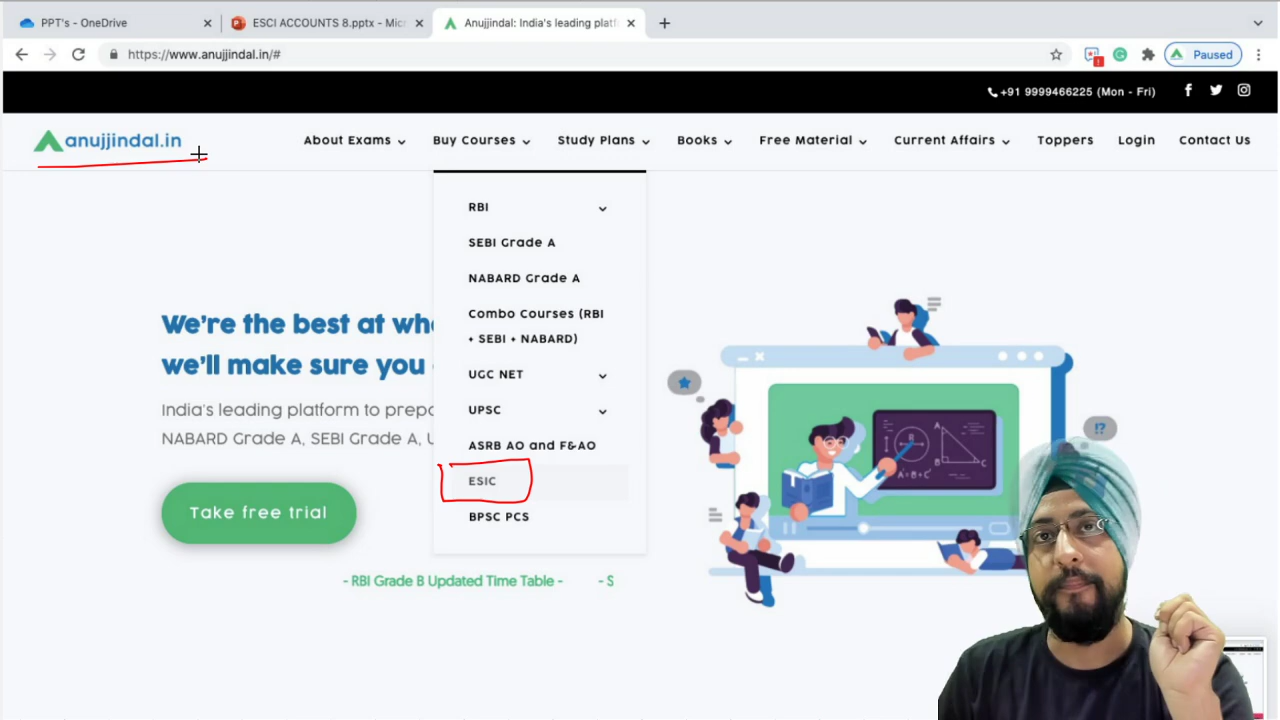 PPT's - OneDrive
ESCI ACCOUNTS 8.pptx - Mic
Anujjindal: India's leading platf
https://www.anujjindal.in/#
Paused
+91 9999466225 (Mon - Fri)
anujjindal.in
About Exams
Buy Courses
Study Plans
Books
Free Material
Current Affairs
Toppers
Login
Contact Us
RBI
SEBI Grade A
NABARD Grade A
Combo Courses (RBI
+ SEBI + NABARD)
UGC NET
UPSC
ASRB AO and F&AO
ESIC
BPSC PCS
We're the best at wh
we'll make sure you
India's leading platform to prep
NABARD Grade A, SEBI Grade A, U
Take free trial
- RBI Grade B Updated Time Table -
- S
!?
A
B
C
A²+B²+C²